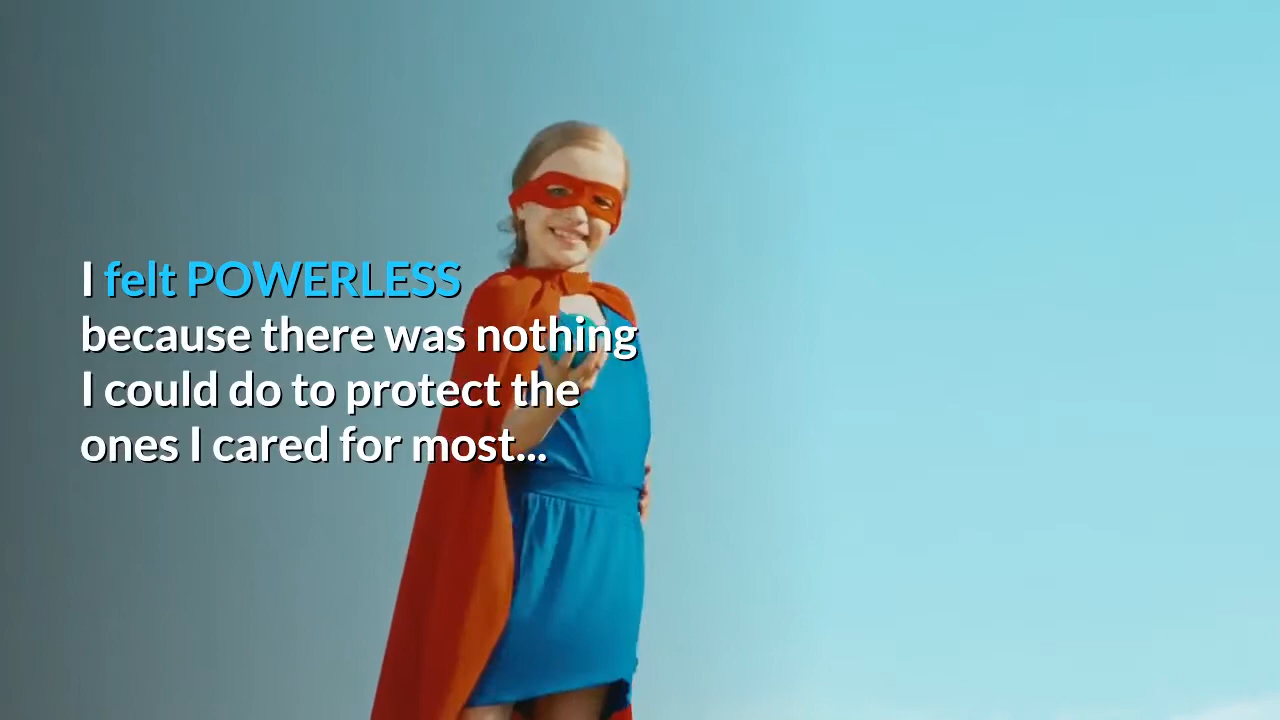 I felt POWERLESS
because there was nothing
I could do to protect the
ones I cared for most...